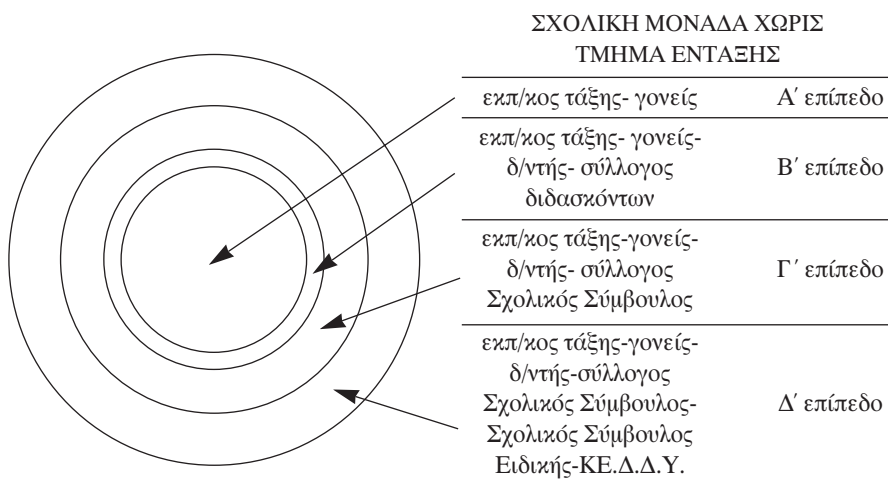 ΣΧΟΛΙΚΗ ΜΟΝΑΔΑ ΧΩΡΙΣ
ΤΜΗΜΑ ΕΝΤΑΞΗΣ
εκπ/κος τάξης- γονείς Α΄ επίπεδο
εκπ/κος τάξης- γονείς-
δ/ντής- σύλλογος Β΄ επίπεδο
διδασκόντων
εκπ/κος τάξης-γονείς-
δ/ντής- σύλλογος Γ΄ επίπεδο
Σχολικός Σύμβουλος
εκπ/κος τάξης-γονείς-
δ/ντής-σύλλογος
Σχολικός Σύμβουλος- Δ΄ επίπεδο
Σχολικός Σύμβουλος
Ειδικής-ΚΕ.Δ.Δ.Υ.